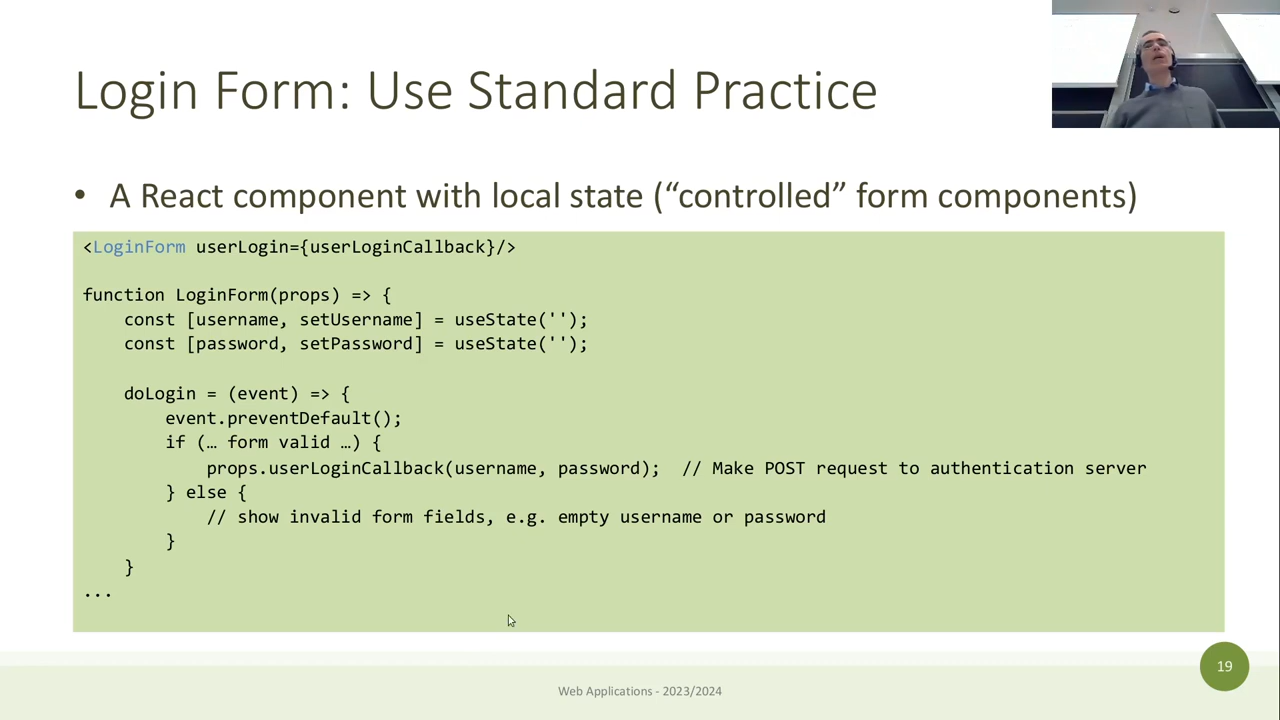 Login Form: Use Standard Practice
• A React component with local state (“controlled” form components)
<LoginForm userLogin={userLoginCallback}/>
function LoginForm(props) => {
    const [username, setUsername] = useState('');
    const [password, setPassword] = useState('');
    doLogin = (event) => {
        event.preventDefault();
        if (… form valid …) {
            props.userLoginCallback(username, password);  // Make POST request to authentication server
        } else {
            // show invalid form fields, e.g. empty username or password
        }
    }
...
19
Web Applications - 2023/2024